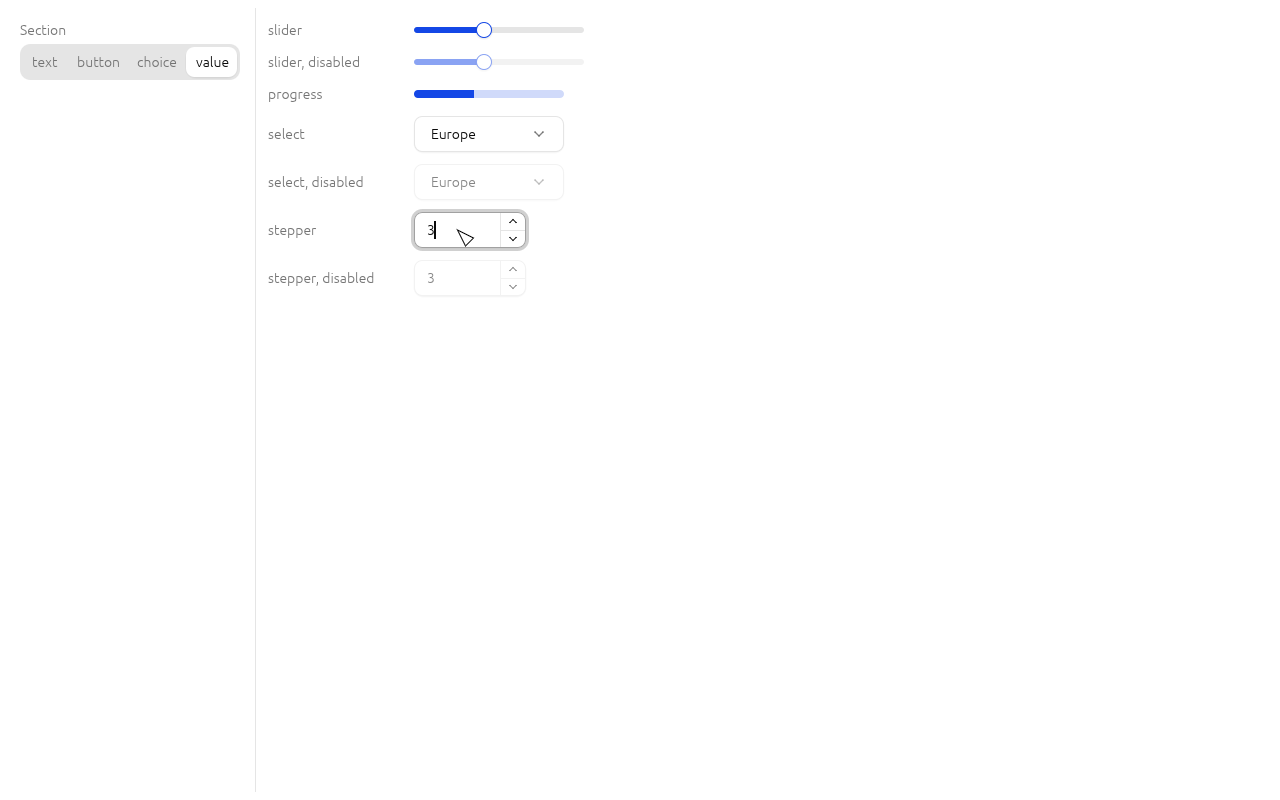 Section
text button choice value
slider
slider, disabled
progress
select Europe
select, disabled Europe
stepper 3
stepper, disabled 3